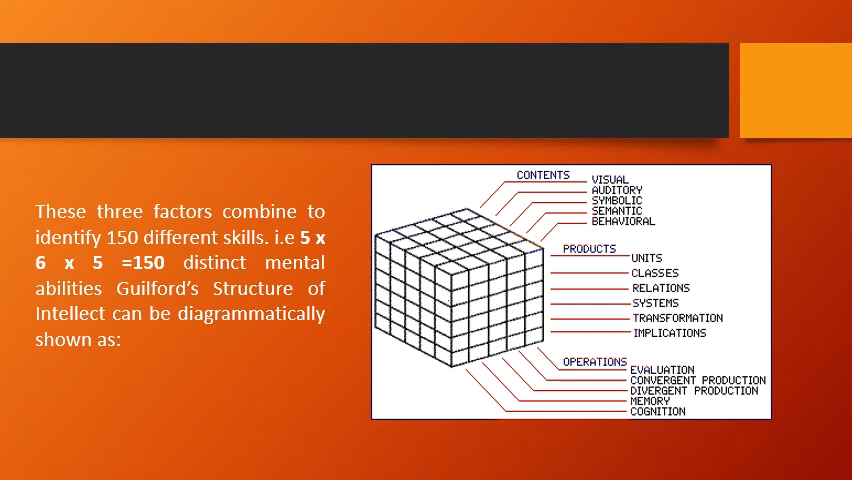 These three factors combine to
identify 150 different skills. i.e 5 x
6 x 5 =150 distinct mental
abilities Guilford's Structure of
Intellect can be diagrammatically
shown as:
CONTENTS
VISUAL
AUDITORY
SYMBOLIC
SEMANTIC
BEHAVIORAL
PRODUCTS
UNITS
CLASSES
RELATIONS
SYSTEMS
TRANSFORMATION
IMPLICATIONS
OPERATIONS
EVALUATION
CONVERGENT PRODUCTION
DIVERGENT PRODUCTION
MEMORY
COGNITION